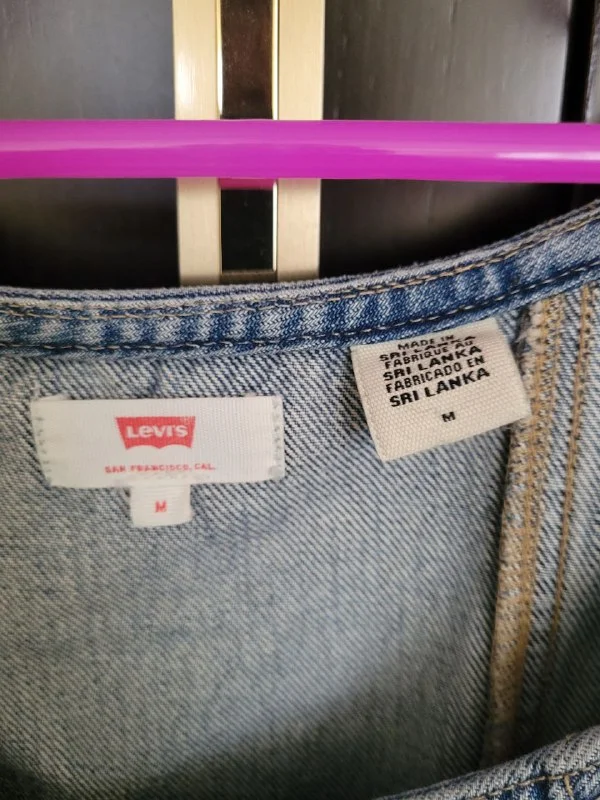 Levi's
SAN FRANCISCO, CAL.
M
MADE IN
SRI LANKA
FABRIQUE AU
SRI LANKA
FABRICADO EN
SRI LANKA
M